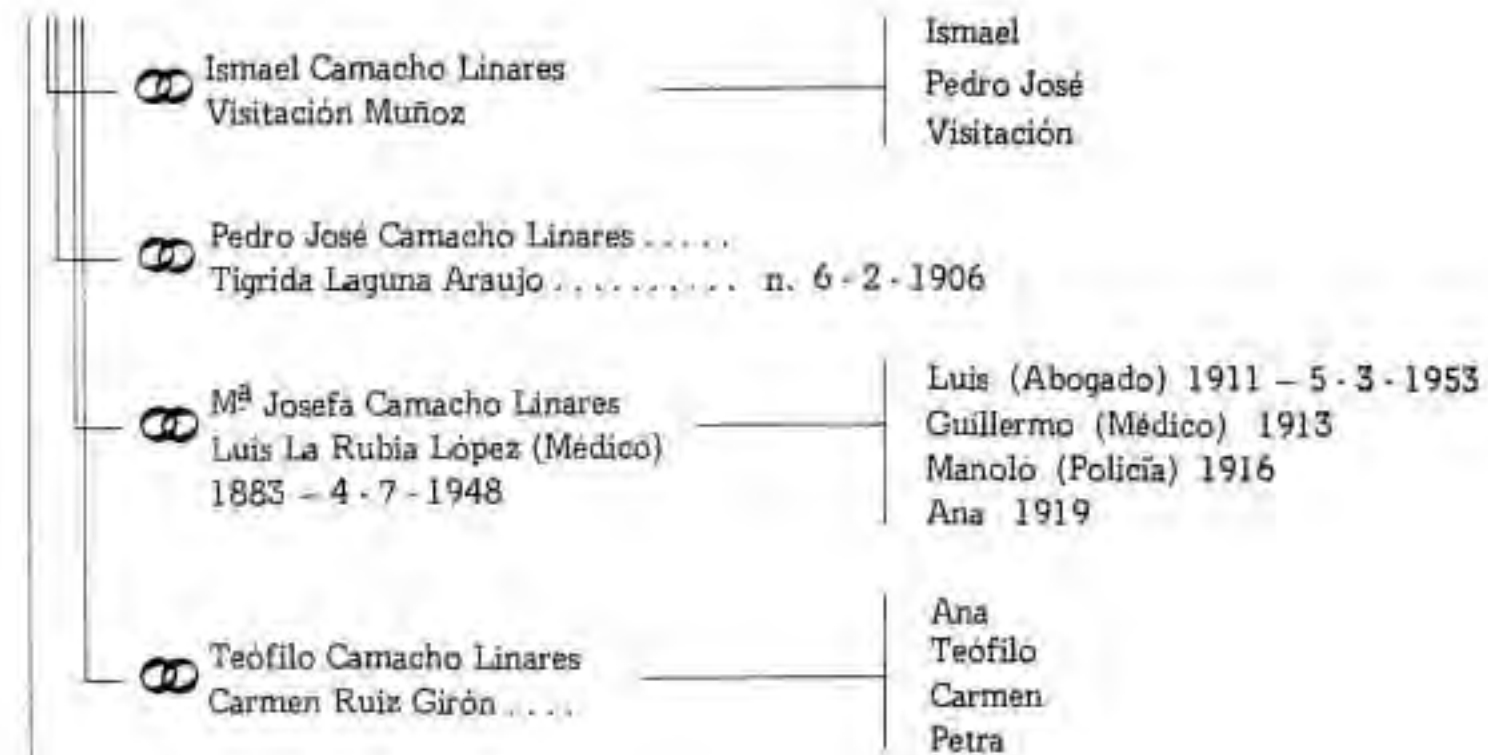 Ismael Camacho Linares
Visitación Muñoz
Ismael
Pedro José
Visitación
Pedro José Camacho Linares . . . . .
Tigrida Laguna Araujo . . . . . . . . . . n. 6 - 2 - 1906
Mª Josefa Camacho Linares
Luis La Rubia López (Médico)
1883 – 4 - 7 - 1948
Luis (Abogado) 1911 – 5 - 3 - 1953
Guillermo (Médico) 1913
Manolo (Policía) 1916
Ana 1919
Teófilo Camacho Linares
Carmen Ruiz Girón . . . .
Ana
Teófilo
Carmen
Petra